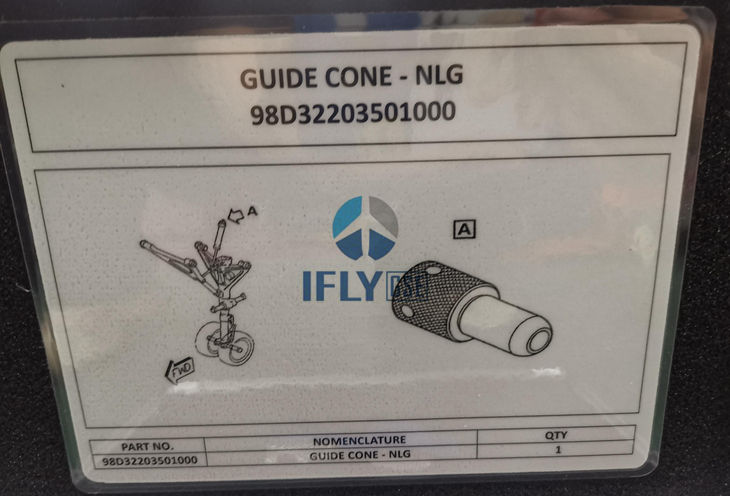 GUIDE CONE - NLG
98D32203501000
A
A
IFLY
FWD
PART NO.
NOMENCLATURE
QTY
98D32203501000
GUIDE CONE - NLG
1